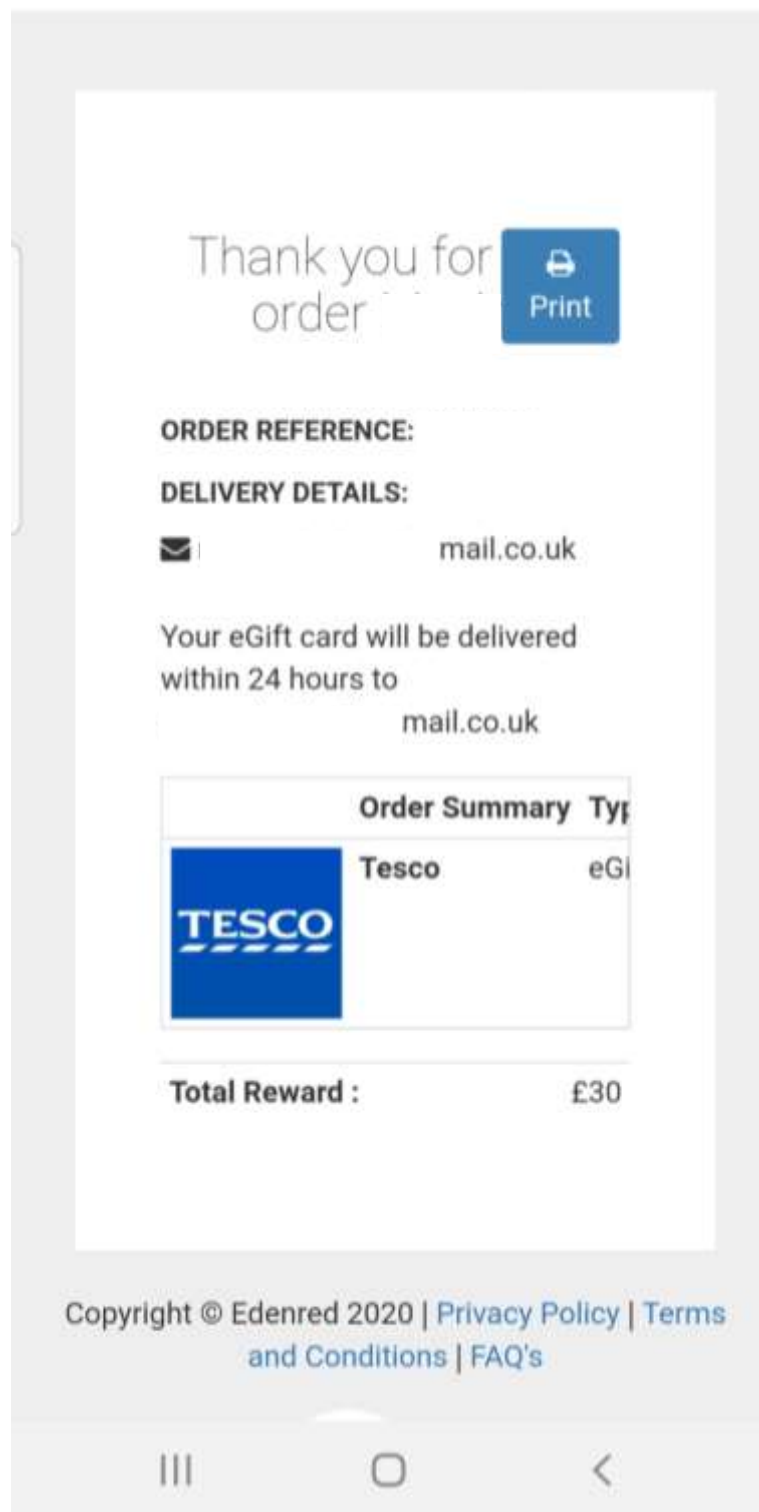 Thank you for
order
Print
ORDER REFERENCE:
DELIVERY DETAILS:
mail.co.uk
Your eGift card will be delivered
within 24 hours to
mail.co.uk
Order Summary Typ
Tesco eGi
TESCO
Total Reward : £30
Copyright © Edenred 2020 | Privacy Policy | Terms
and Conditions | FAQ's